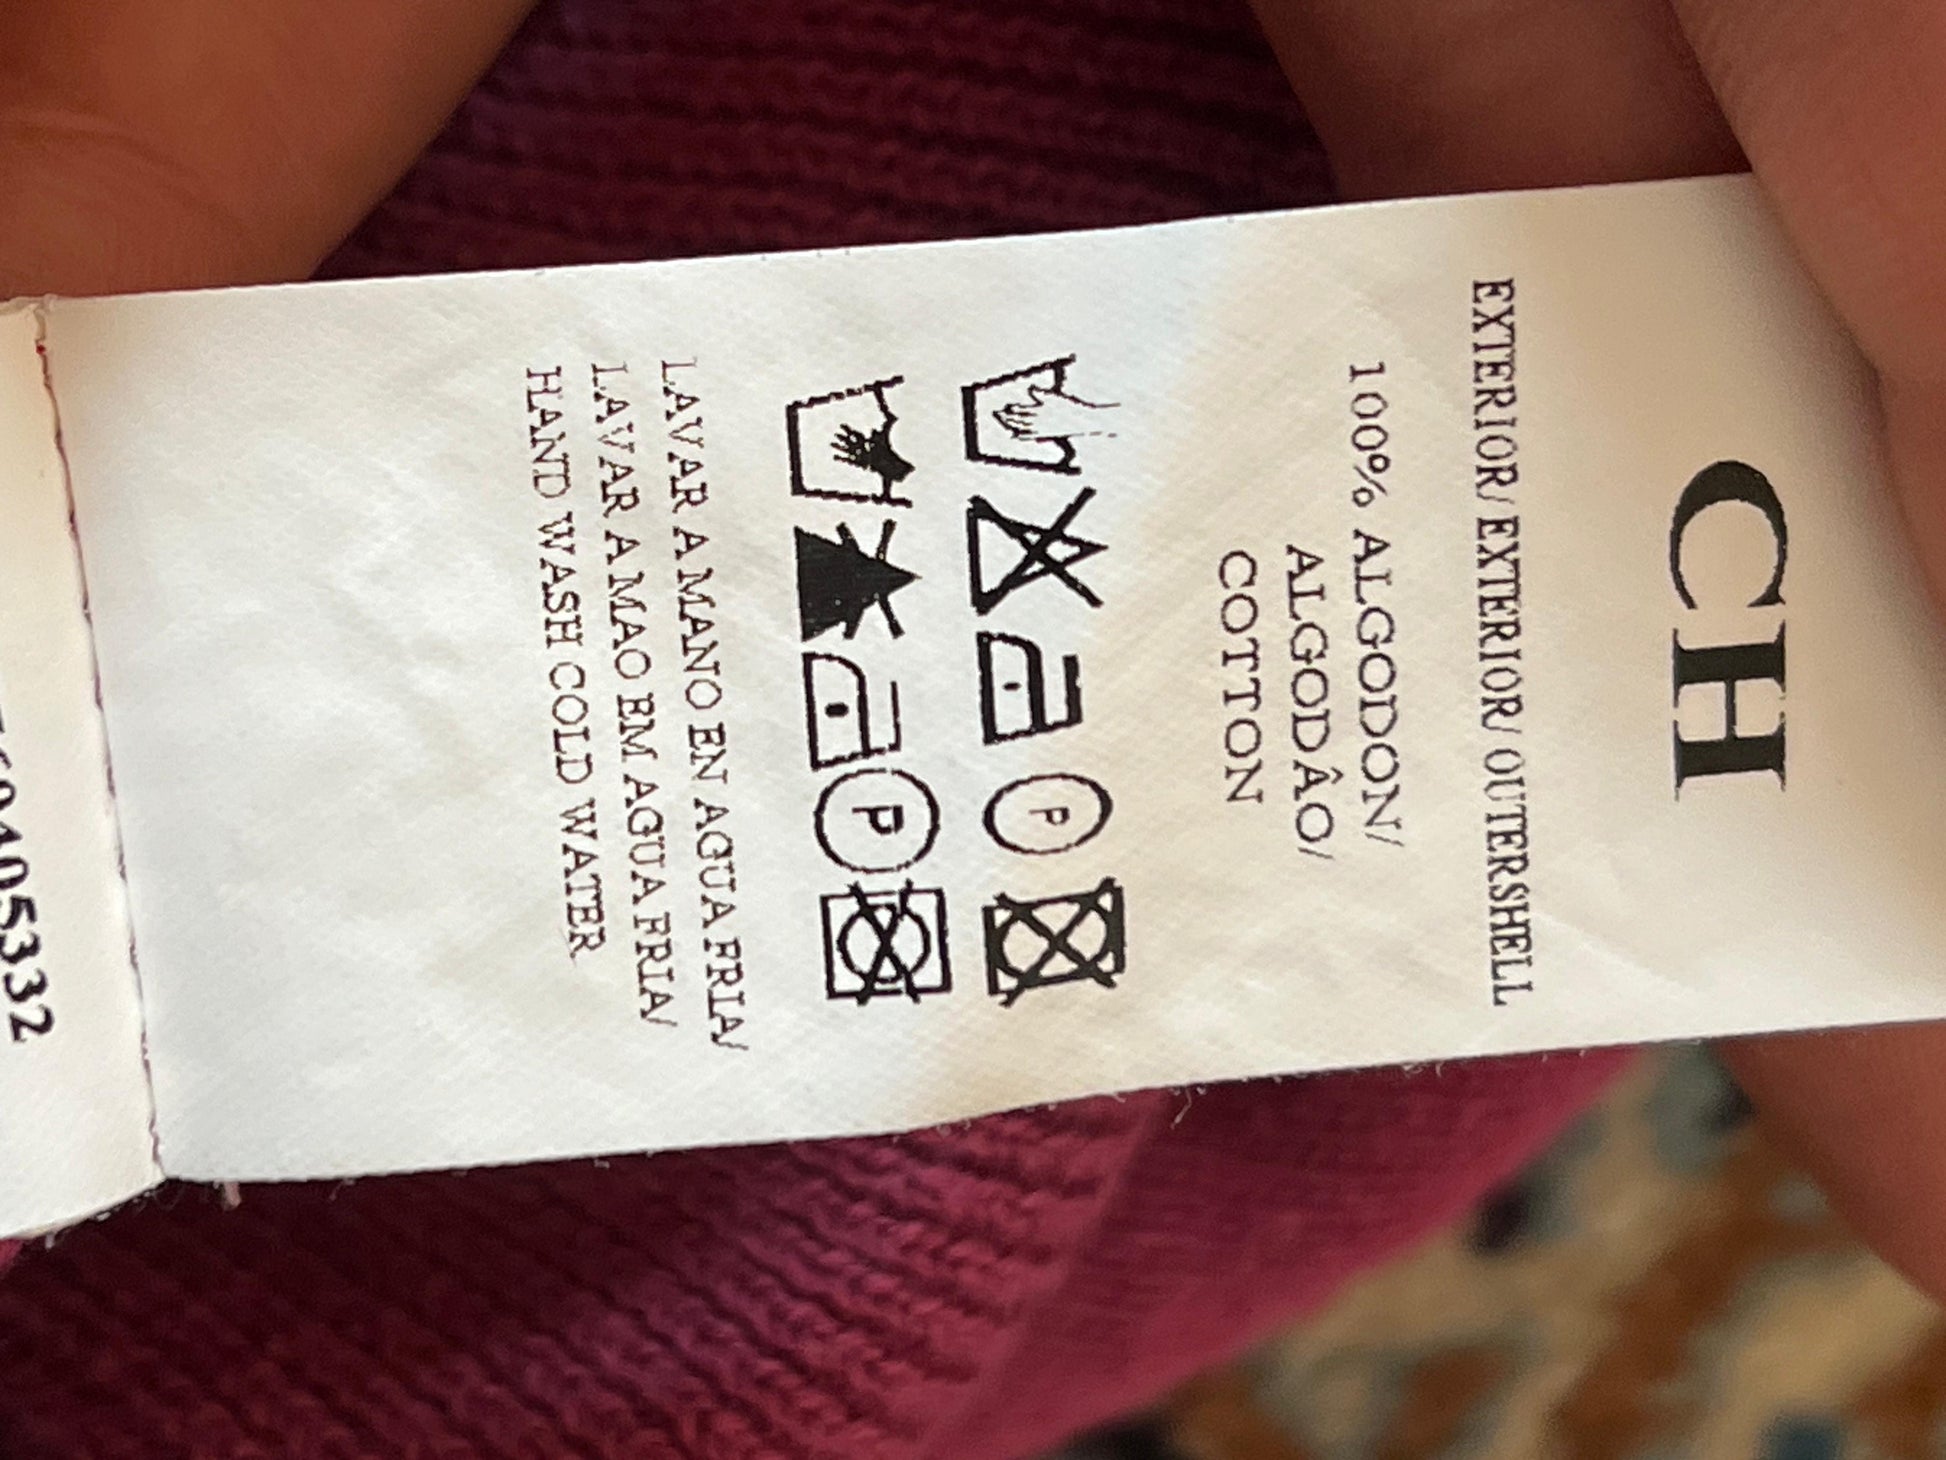 CH
EXTERIOR/ EXTERIOR/ OUTERSHELL
100% ALGODON/
ALGODÂO/
COTTON
P
P
LAVAR A MANO EN AGUA FRIA/
LAVAR A MAO EM AGUA FRIA/
HAND WASH COLD WATER